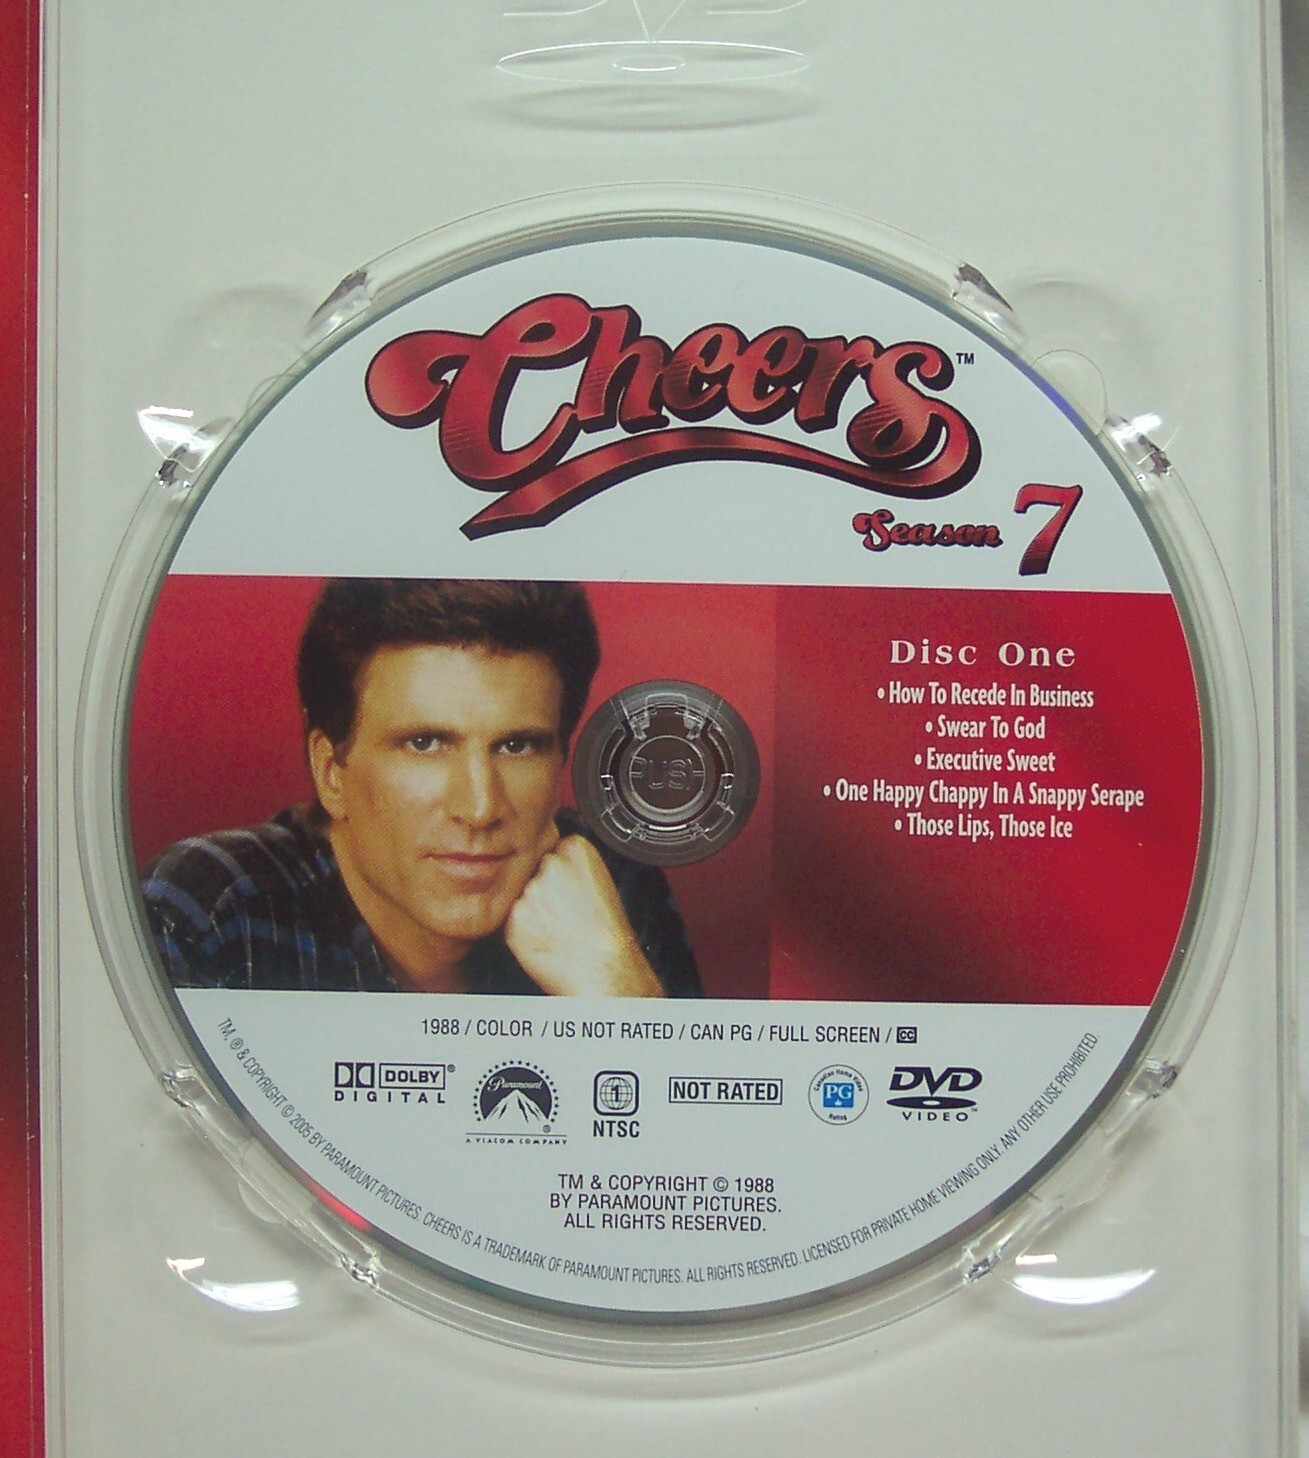 Cheers™
Season 7
Disc One
• How To Recede In Business
• Swear To God
• Executive Sweet
• One Happy Chappy In A Snappy Serape
• Those Lips, Those Ice
PUSH
1988 / COLOR / US NOT RATED / CAN PG / FULL SCREEN / CC
DOLBY®
DIGITAL
Paramount
®
A VIACOM COMPANY
NTSC
NOT RATED
Canadian Home Video
PG
Rating
DVD
VIDEO™
TM & COPYRIGHT © 1988
BY PARAMOUNT PICTURES.
ALL RIGHTS RESERVED.
TM, ® & COPYRIGHT © 2005 BY PARAMOUNT PICTURES. CHEERS IS A TRADEMARK OF PARAMOUNT PICTURES. ALL RIGHTS RESERVED. LICENSED FOR PRIVATE HOME VIEWING ONLY. ANY OTHER USE PROHIBITED.